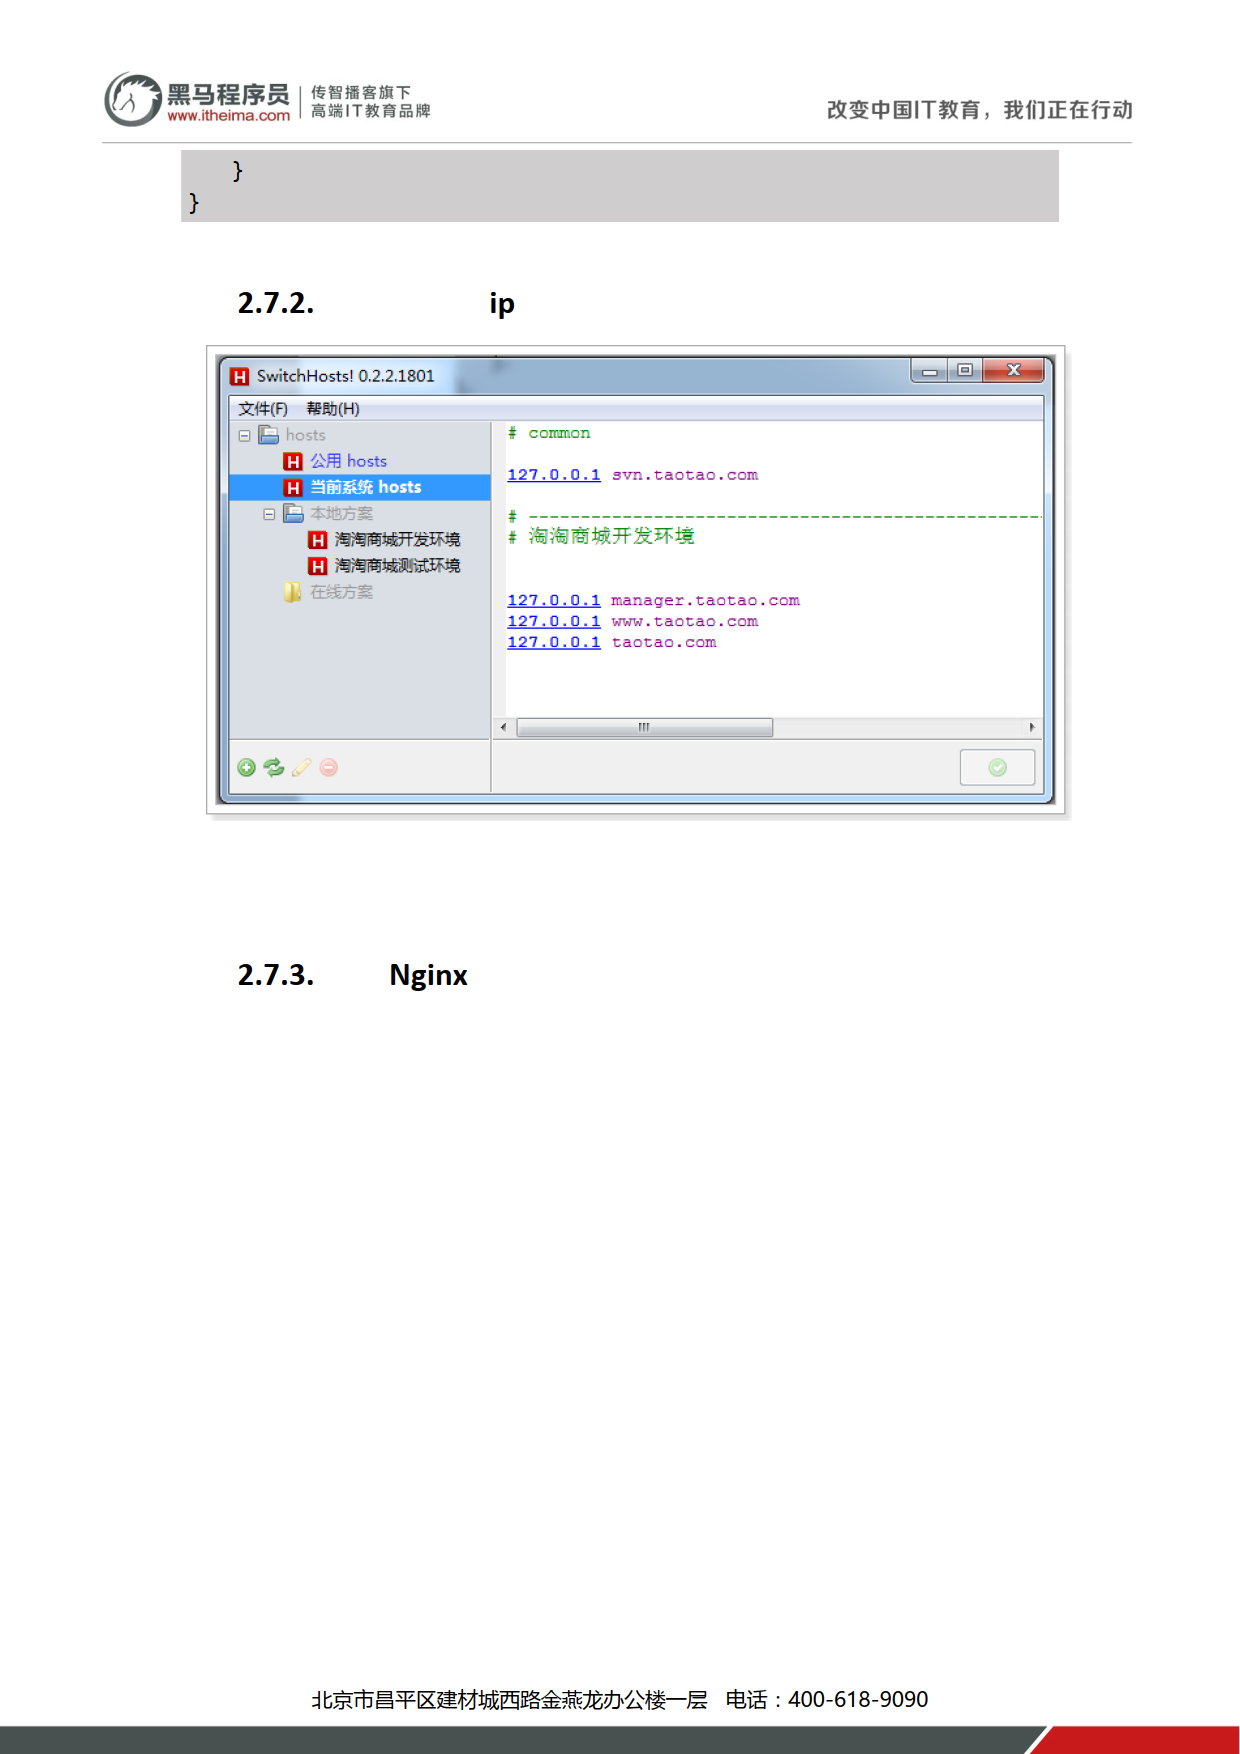 黑马程序员
www.itheima.com
传智播客旗下
高端IT教育品牌
改变中国IT教育，我们正在行动
}
}
2.7.2. ip
SwitchHosts! 0.2.2.1801
文件(F) 帮助(H)
hosts
公用 hosts
当前系统 hosts
本地方案
淘淘商城开发环境
淘淘商城测试环境
在线方案
# common
127.0.0.1 svn.taotao.com
# --------------------------------------------------
# 淘淘商城开发环境
127.0.0.1 manager.taotao.com
127.0.0.1 www.taotao.com
127.0.0.1 taotao.com
2.7.3. Nginx
北京市昌平区建材城西路金燕龙办公楼一层 电话：400-618-9090